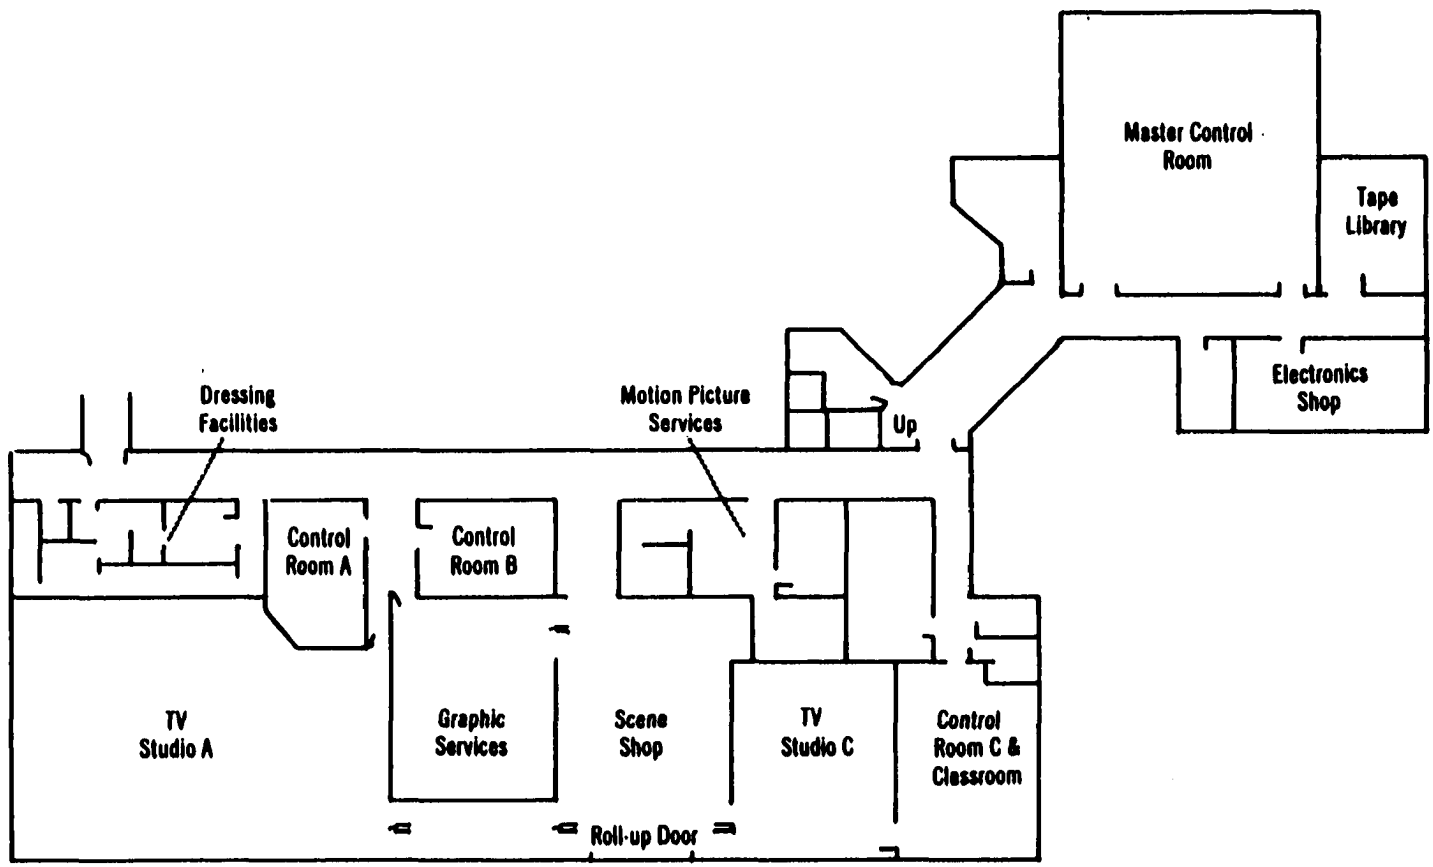 Master Control
Room
Tape
Library
Electronics
Shop
Dressing
Facilities
Motion Picture
Services
Up
Control
Room A
Control
Room B
TV
Studio A
Graphic
Services
Scene
Shop
TV
Studio C
Control
Room C &
Classroom
Roll-up Door